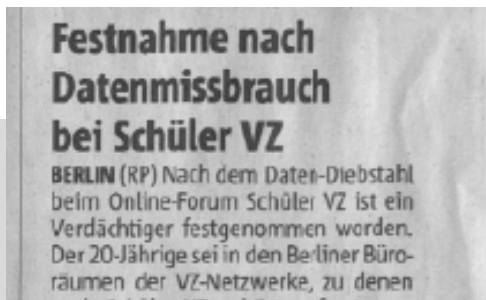 Festnahme nach
Datenmissbrauch
bei Schüler VZ
BERLIN (RP) Nach dem Daten-Diebstahl
beim Online-Forum Schüler VZ ist ein
Verdächtiger festgenommen worden.
Der 20-Jährige sei in den Berliner Büro-
räumen der VZ-Netzwerke, zu denen